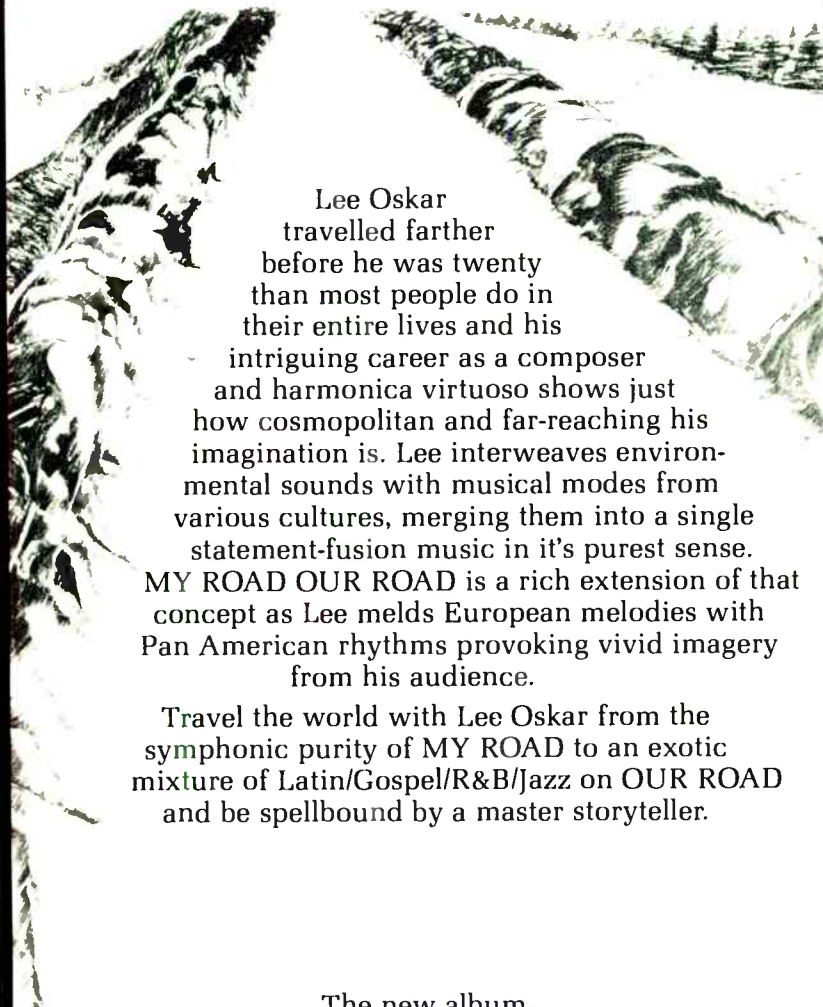 Lee Oskar
travelled farther
before he was twenty
than most people do in
their entire lives and his
intriguing career as a composer
and harmonica virtuoso shows just
how cosmopolitan and far-reaching his
imagination is. Lee interweaves environ-
mental sounds with musical modes from
various cultures, merging them into a single
statement-fusion music in it's purest sense.
MY ROAD OUR ROAD is a rich extension of that
concept as Lee melds European melodies with
Pan American rhythms provoking vivid imagery
from his audience.
Travel the world with Lee Oskar from the
symphonic purity of MY ROAD to an exotic
mixture of Latin/Gospel/R&B/Jazz on OUR ROAD
and be spellbound by a master storyteller.
The new album